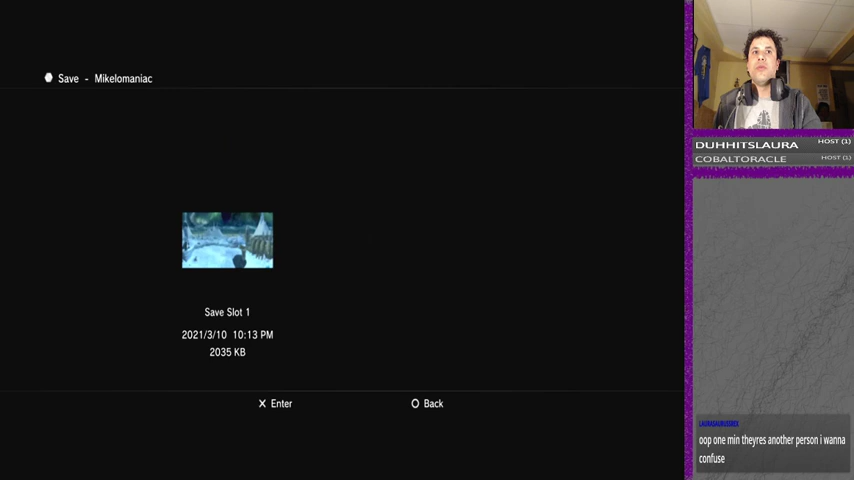 Save - Mikelomaniac
Save Slot 1
2021/3/10 10:13 PM
2035 KB
X Enter
O Back
DUHHITSLAURA HOST (1)
COBALTORACLE HOST (1)
oop one min theyres another person i wanna
confuse